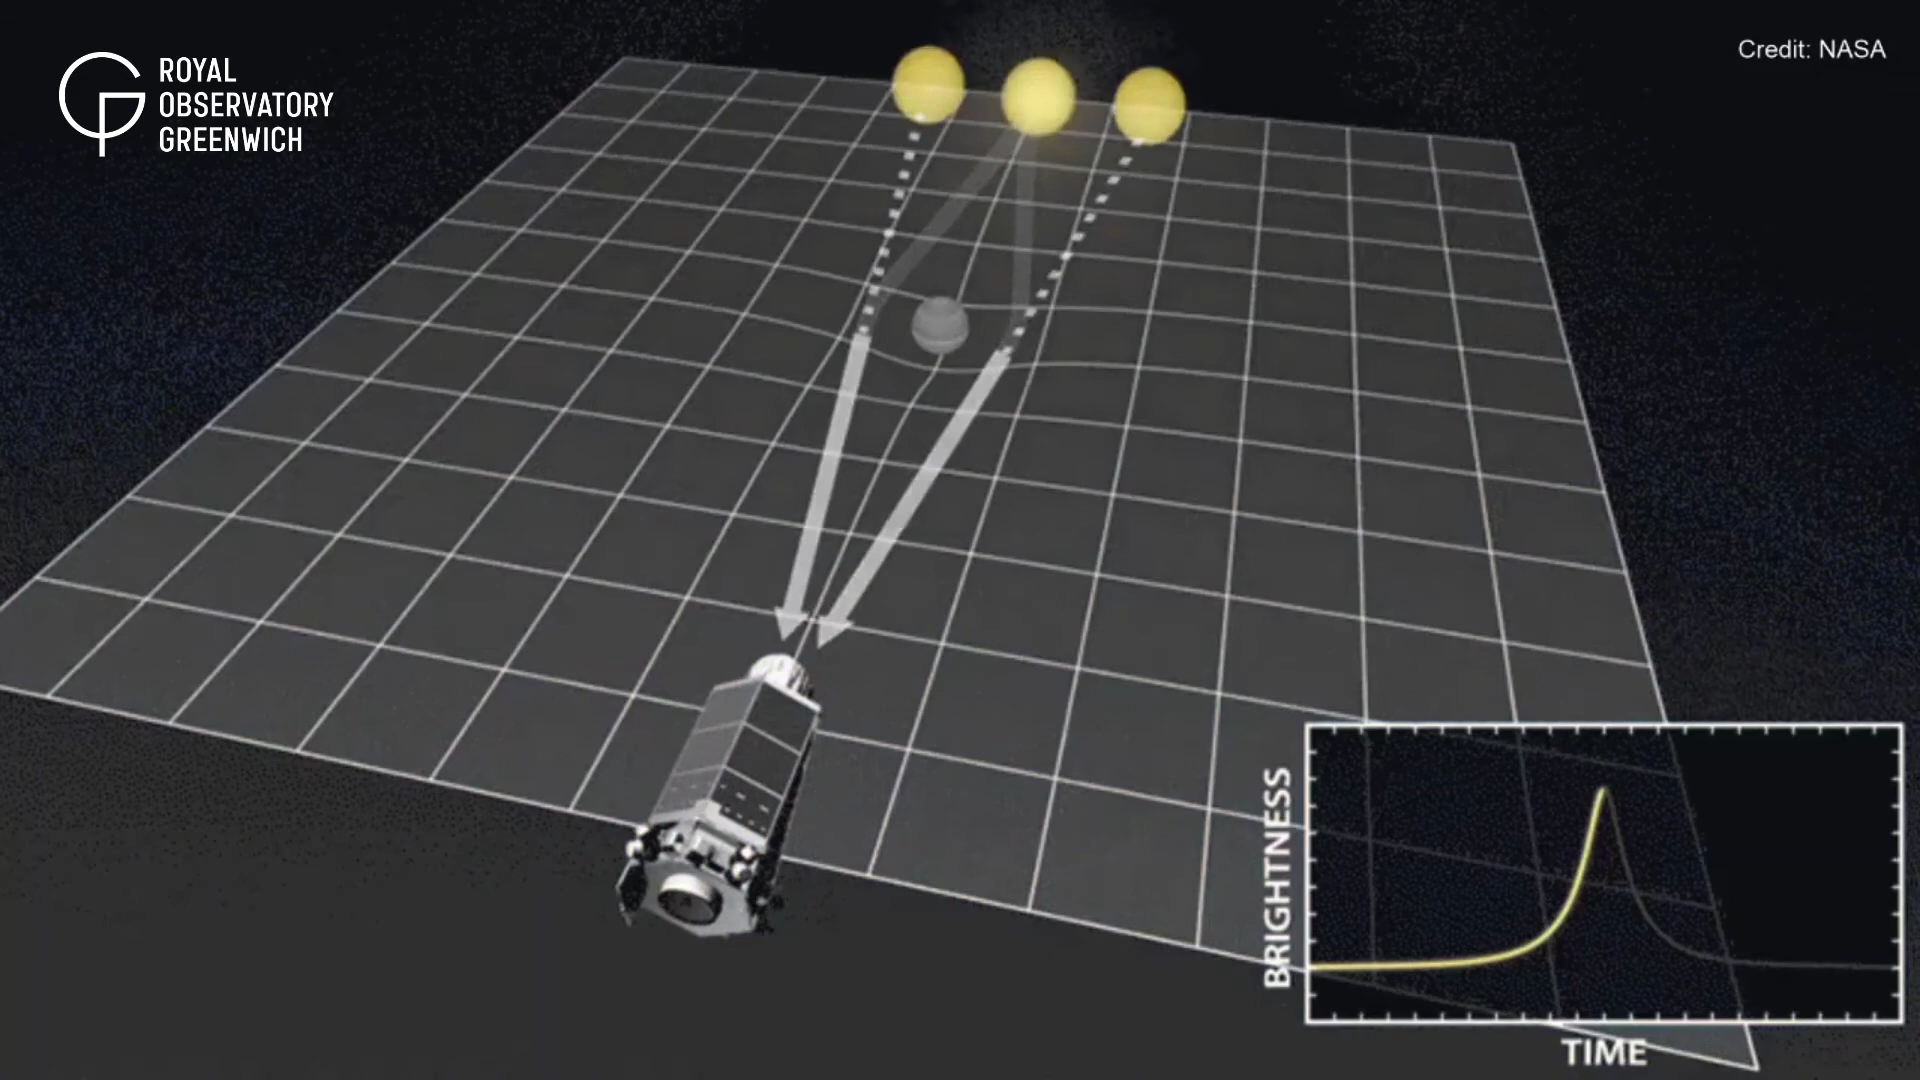 ROYAL
OBSERVATORY
GREENWICH
Credit: NASA
BRIGHTNESS
TIME